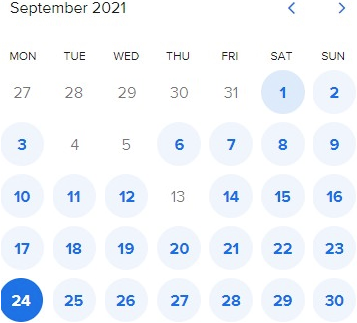 September 2021
MON TUE WED THU FRI SAT SUN
27 28 29 30 31 1 2
3 4 5 6 7 8 9
10 11 12 13 14 15 16
17 18 19 20 21 22 23
24 25 26 27 28 29 30